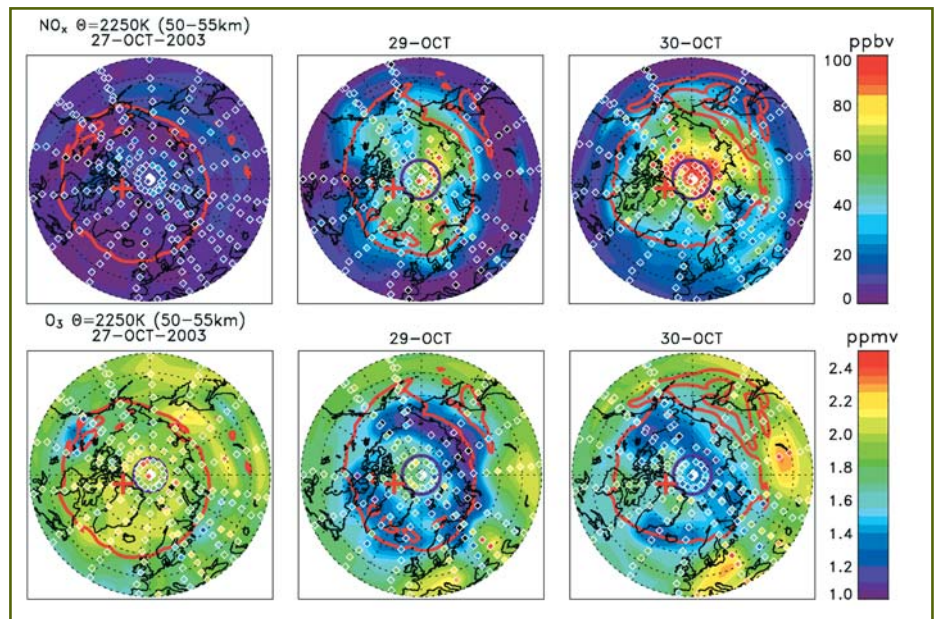 NOx Θ=2250K (50-55km)
27-OCT-2003
29-OCT
30-OCT
ppbv
100
80
60
40
20
0
O3 Θ=2250K (50-55km)
27-OCT-2003
29-OCT
30-OCT
ppmv
2.4
2.2
2.0
1.8
1.6
1.4
1.2
1.0